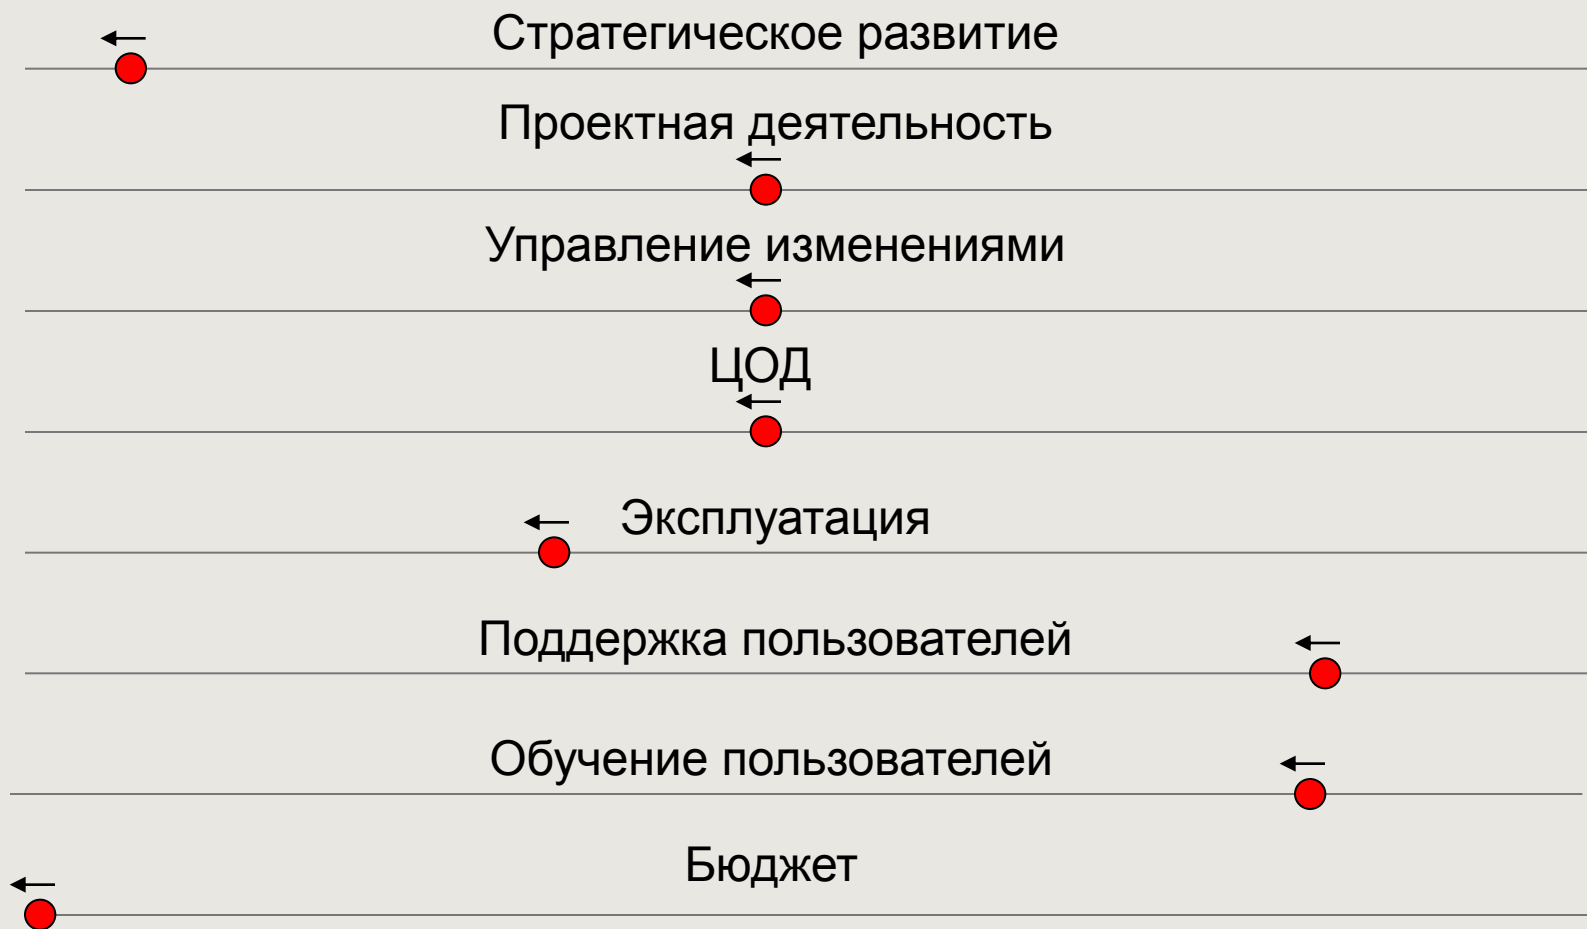 Стратегическое развитие
Проектная деятельность
Управление изменениями
ЦОД
Эксплуатация
Поддержка пользователей
Обучение пользователей
Бюджет